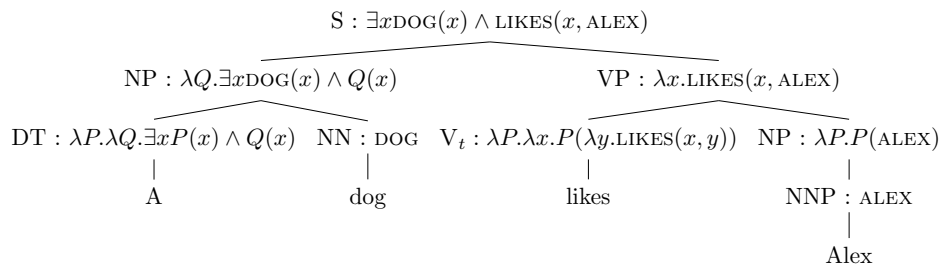 S : ∃xDOG(x) ∧ LIKES(x, ALEX)
NP : λQ.∃xDOG(x) ∧ Q(x) VP : λx.LIKES(x, ALEX)
DT : λP.λQ.∃xP(x) ∧ Q(x) NN : DOG Vₜ : λP.λx.P(λy.LIKES(x, y)) NP : λP.P(ALEX)
A dog likes NNP : ALEX
Alex